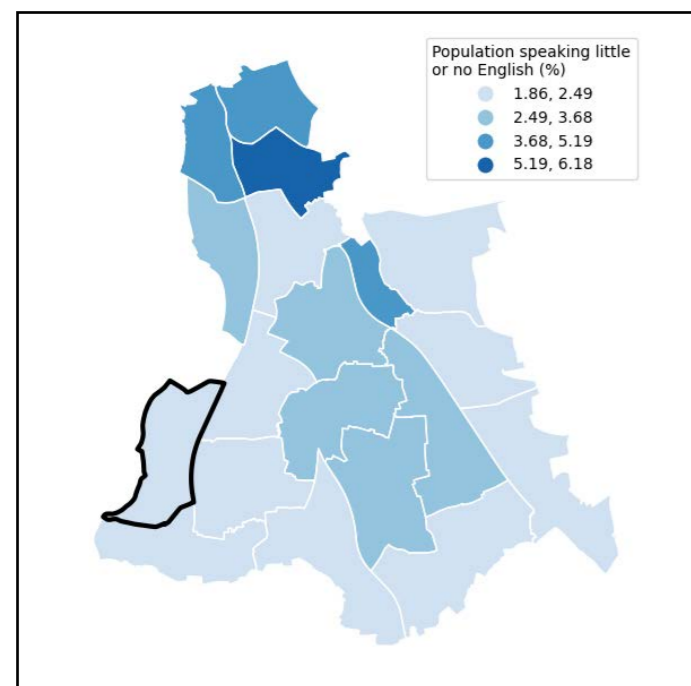 Population speaking little
or no English (%)
1.86, 2.49
2.49, 3.68
3.68, 5.19
5.19, 6.18